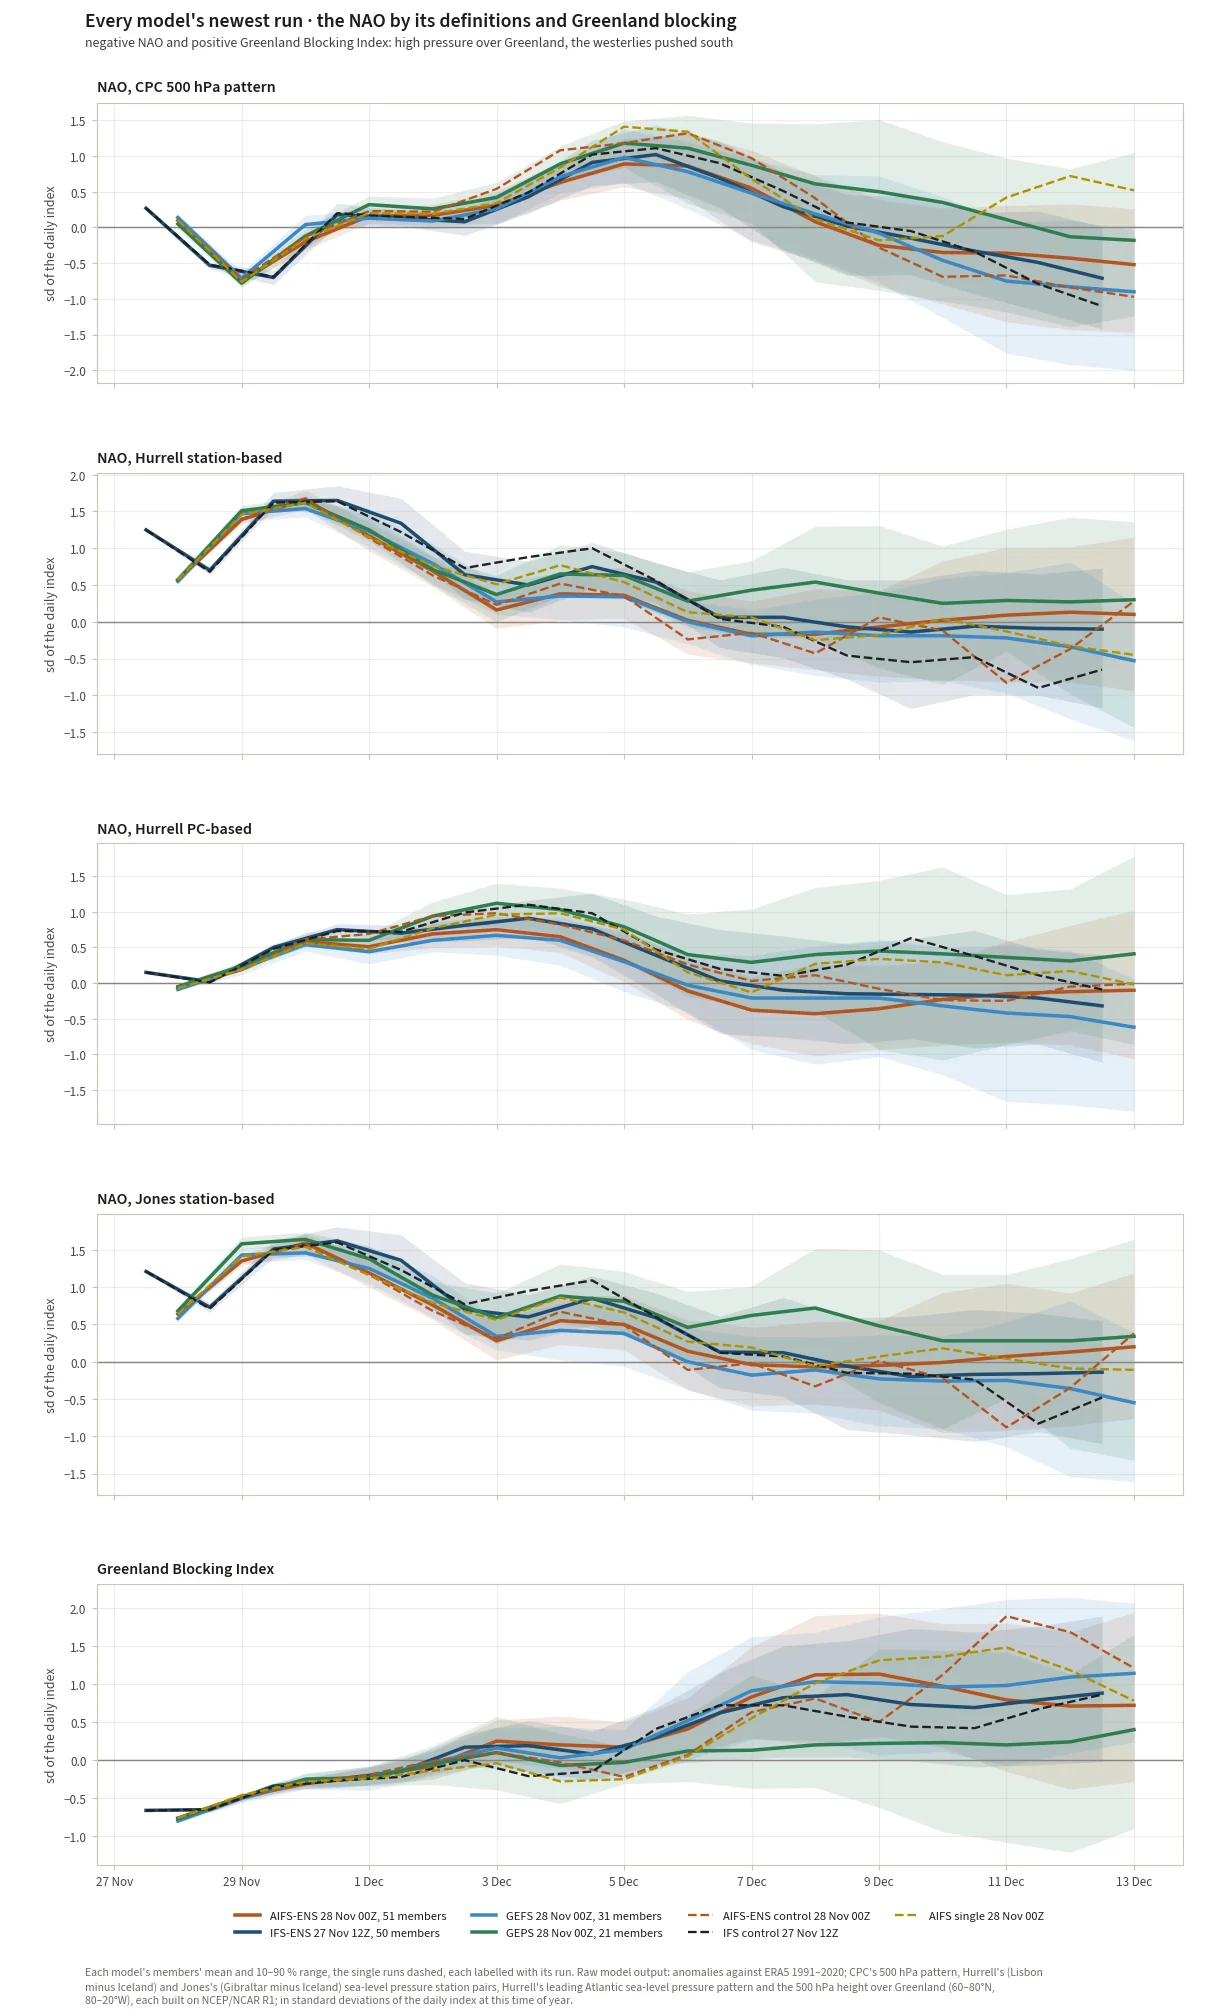 Every model's newest run · the NAO by its definitions and Greenland blocking
negative NAO and positive Greenland Blocking Index: high pressure over Greenland, the westerlies pushed south
NAO, CPC 500 hPa pattern
sd of the daily index
1.5
1.0
0.5
0.0
−0.5
−1.0
−1.5
−2.0
NAO, Hurrell station-based
sd of the daily index
2.0
1.5
1.0
0.5
0.0
−0.5
−1.0
−1.5
NAO, Hurrell PC-based
sd of the daily index
1.5
1.0
0.5
0.0
−0.5
−1.0
−1.5
NAO, Jones station-based
sd of the daily index
1.5
1.0
0.5
0.0
−0.5
−1.0
−1.5
Greenland Blocking Index
sd of the daily index
2.0
1.5
1.0
0.5
0.0
−0.5
−1.0
27 Nov 29 Nov 1 Dec 3 Dec 5 Dec 7 Dec 9 Dec 11 Dec 13 Dec
AIFS-ENS 28 Nov 00Z, 51 members GEFS 28 Nov 00Z, 31 members AIFS-ENS control 28 Nov 00Z AIFS single 28 Nov 00Z
IFS-ENS 27 Nov 12Z, 50 members GEPS 28 Nov 00Z, 21 members IFS control 27 Nov 12Z
Each model's members' mean and 10–90 % range, the single runs dashed, each labelled with its run. Raw model output: anomalies against ERA5 1991–2020; CPC's 500 hPa pattern, Hurrell's (Lisbon
minus Iceland) and Jones's (Gibraltar minus Iceland) sea-level pressure station pairs, Hurrell's leading Atlantic sea-level pressure pattern and the 500 hPa height over Greenland (60–80°N,
80–20°W), each built on NCEP/NCAR R1; in standard deviations of the daily index at this time of year.